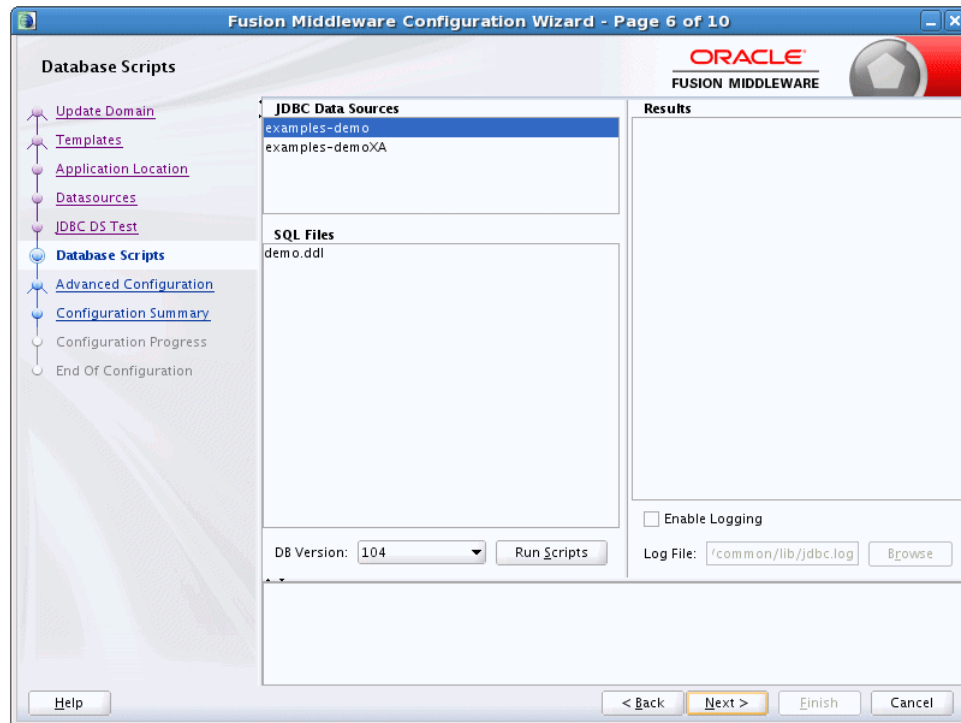 Fusion Middleware Configuration Wizard - Page 6 of 10
Database Scripts
ORACLE
FUSION MIDDLEWARE
Update Domain
Templates
Application Location
Datasources
JDBC DS Test
Database Scripts
Advanced Configuration
Configuration Summary
Configuration Progress
End Of Configuration
JDBC Data Sources
examples-demo
examples-demoXA
SQL Files
demo.ddl
DB Version: 104 Run Scripts
Results
Enable Logging
Log File: /common/lib/jdbc.log Browse
Help < Back Next > Finish Cancel